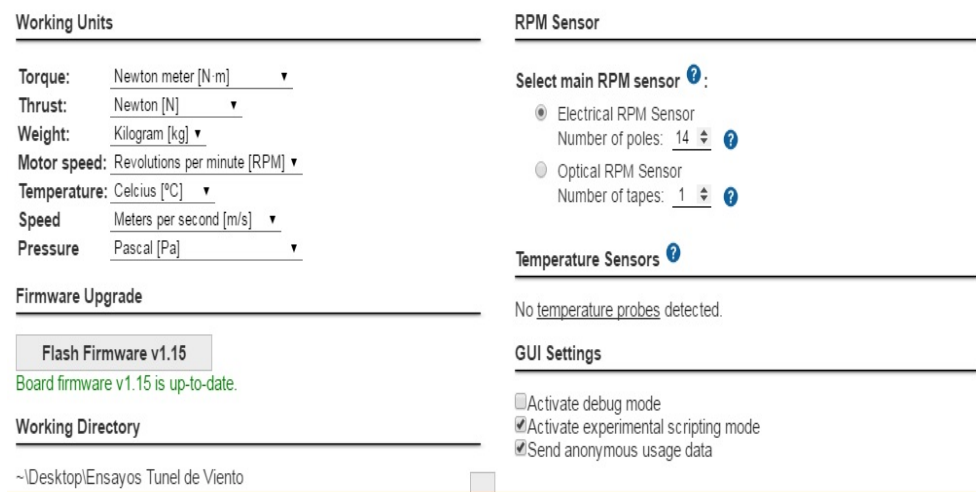 Working Units
Torque: Newton meter [N·m]
Thrust: Newton [N]
Weight: Kilogram [kg]
Motor speed: Revolutions per minute [RPM]
Temperature: Celcius [ºC]
Speed Meters per second [m/s]
Pressure Pascal [Pa]
Firmware Upgrade
Flash Firmware v1.15
Board firmware v1.15 is up-to-date.
Working Directory
~\Desktop\Ensayos Tunel de Viento
RPM Sensor
Select main RPM sensor ? :
Electrical RPM Sensor
Number of poles: 14 ?
Optical RPM Sensor
Number of tapes: 1 ?
Temperature Sensors ?
No temperature probes detected.
GUI Settings
Activate debug mode
Activate experimental scripting mode
Send anonymous usage data